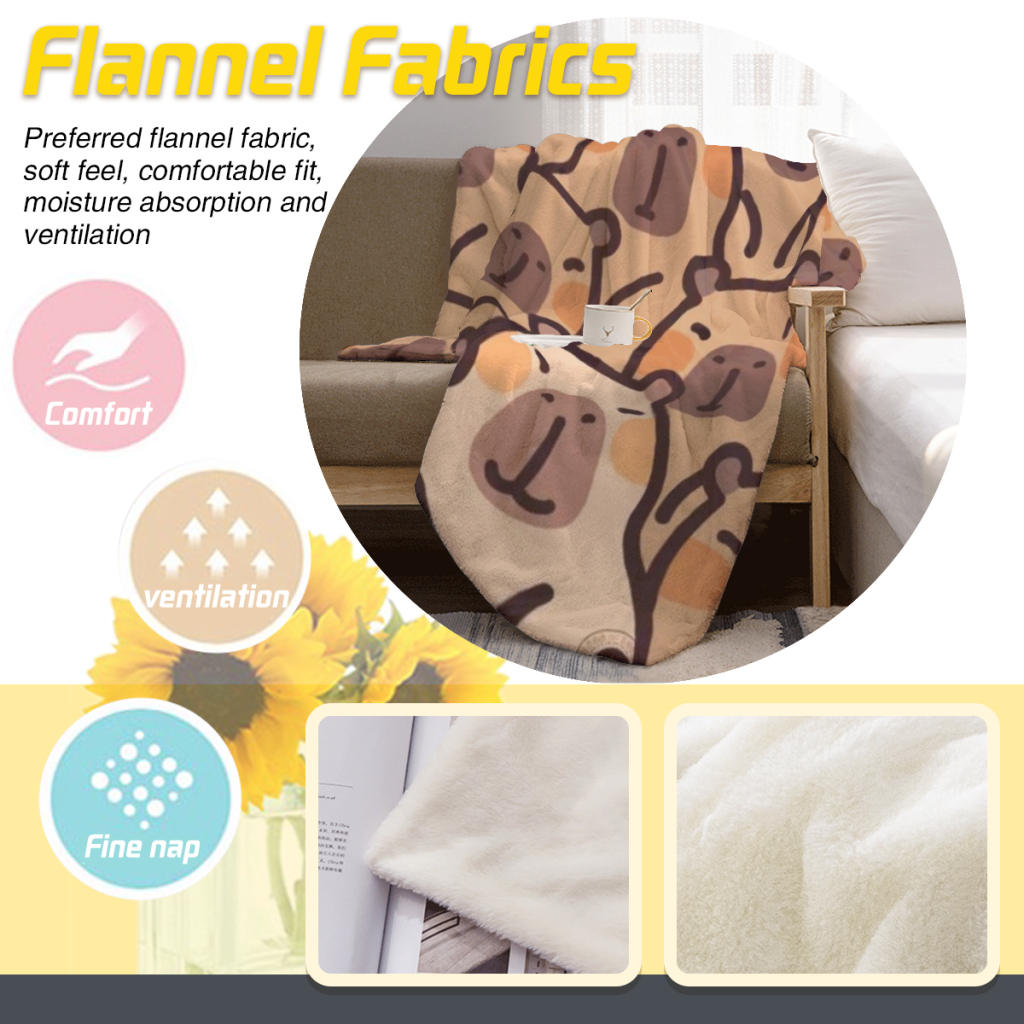 Flannel Fabrics
Preferred flannel fabric,
soft feel, comfortable fit,
moisture absorption and
ventilation
Comfort
ventilation
Fine nap